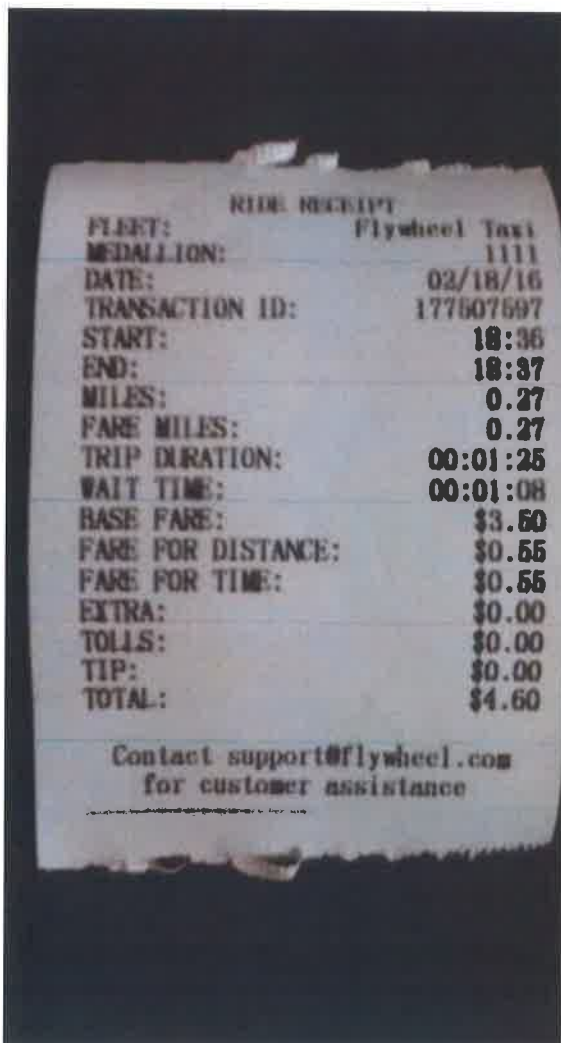 RIDE RECEIPT
FLEET: Flywheel Taxi
MEDALLION: 1111
DATE: 02/18/16
TRANSACTION ID: 177507597
START: 18:36
END: 18:37
MILES: 0.27
FARE MILES: 0.27
TRIP DURATION: 00:01:25
WAIT TIME: 00:01:08
BASE FARE: $3.50
FARE FOR DISTANCE: $0.55
FARE FOR TIME: $0.55
EXTRA: $0.00
TOLLS: $0.00
TIP: $0.00
TOTAL: $4.60
Contact support@flywheel.com
for customer assistance